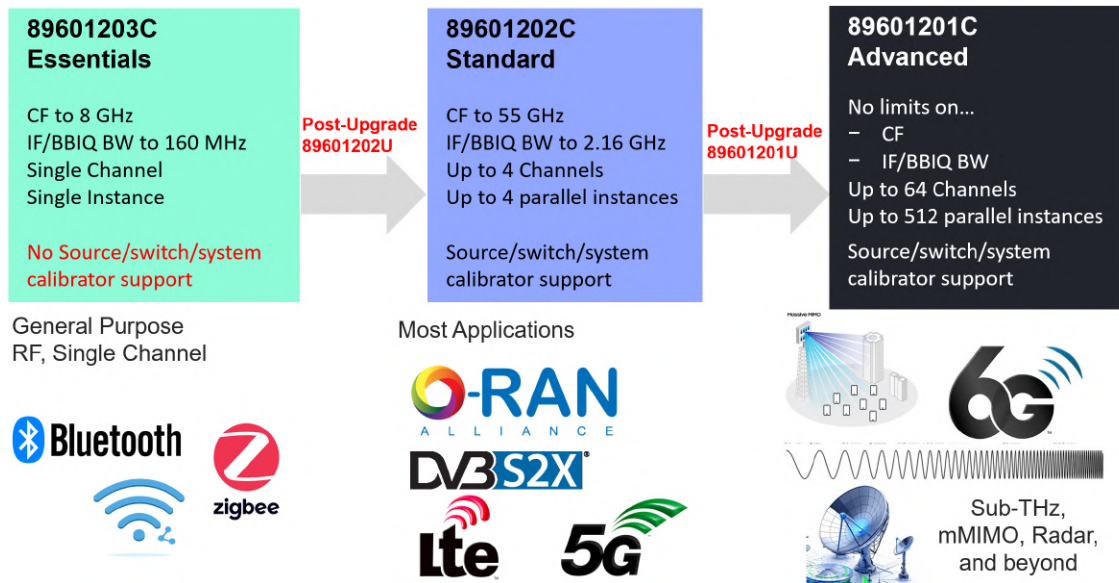 89601203C
Essentials
CF to 8 GHz
IF/BBIQ BW to 160 MHz
Single Channel
Single Instance
No Source/switch/system
calibrator support
Post-Upgrade
89601202U
89601202C
Standard
CF to 55 GHz
IF/BBIQ BW to 2.16 GHz
Up to 4 Channels
Up to 4 parallel instances
Source/switch/system
calibrator support
Post-Upgrade
89601201U
89601201C
Advanced
No limits on...
– CF
– IF/BBIQ BW
Up to 64 Channels
Up to 512 parallel instances
Source/switch/system
calibrator support
General Purpose
RF, Single Channel
Bluetooth
zigbee
Most Applications
O-RAN
ALLIANCE
DVB S2X®
Lte
5G
Massive MIMO
6G
Sub-THz,
mMIMO, Radar,
and beyond